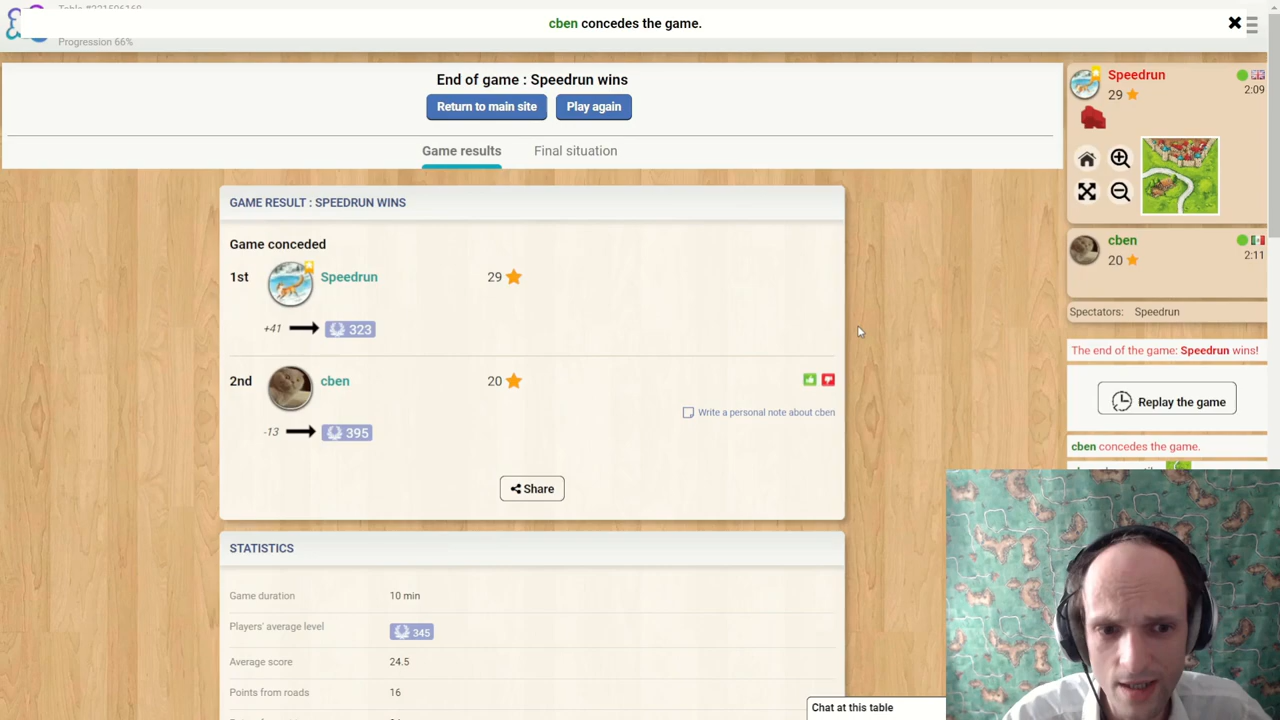 Table #321596169
cben concedes the game.
Progression 66%
End of game : Speedrun wins
Return to main site
Play again
Game results
Final situation
GAME RESULT : SPEEDRUN WINS
Game conceded
1st
Speedrun
29
+41
323
2nd
cben
20
Write a personal note about cben
-13
395
Share
STATISTICS
Game duration 10 min
Players' average level 345
Average score 24.5
Points from roads 16
Speedrun
29
2:09
cben
20
2:11
Spectators: Speedrun
The end of the game: Speedrun wins!
Replay the game
cben concedes the game.
Chat at this table